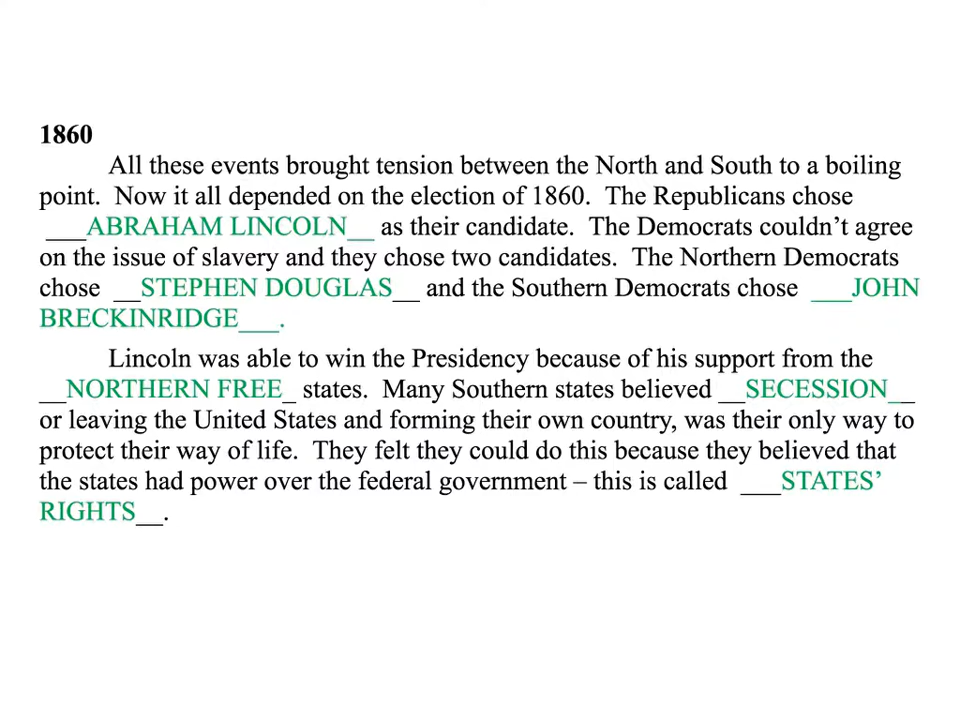 1860
All these events brought tension between the North and South to a boiling
point.  Now it all depended on the election of 1860.  The Republicans chose
___ABRAHAM LINCOLN__ as their candidate.  The Democrats couldn’t agree
on the issue of slavery and they chose two candidates.  The Northern Democrats
chose  __STEPHEN DOUGLAS__ and the Southern Democrats chose  ___JOHN
BRECKINRIDGE___.
Lincoln was able to win the Presidency because of his support from the
__NORTHERN FREE_ states.  Many Southern states believed __SECESSION__
or leaving the United States and forming their own country, was their only way to
protect their way of life.  They felt they could do this because they believed that
the states had power over the federal government – this is called  ___STATES’
RIGHTS__.